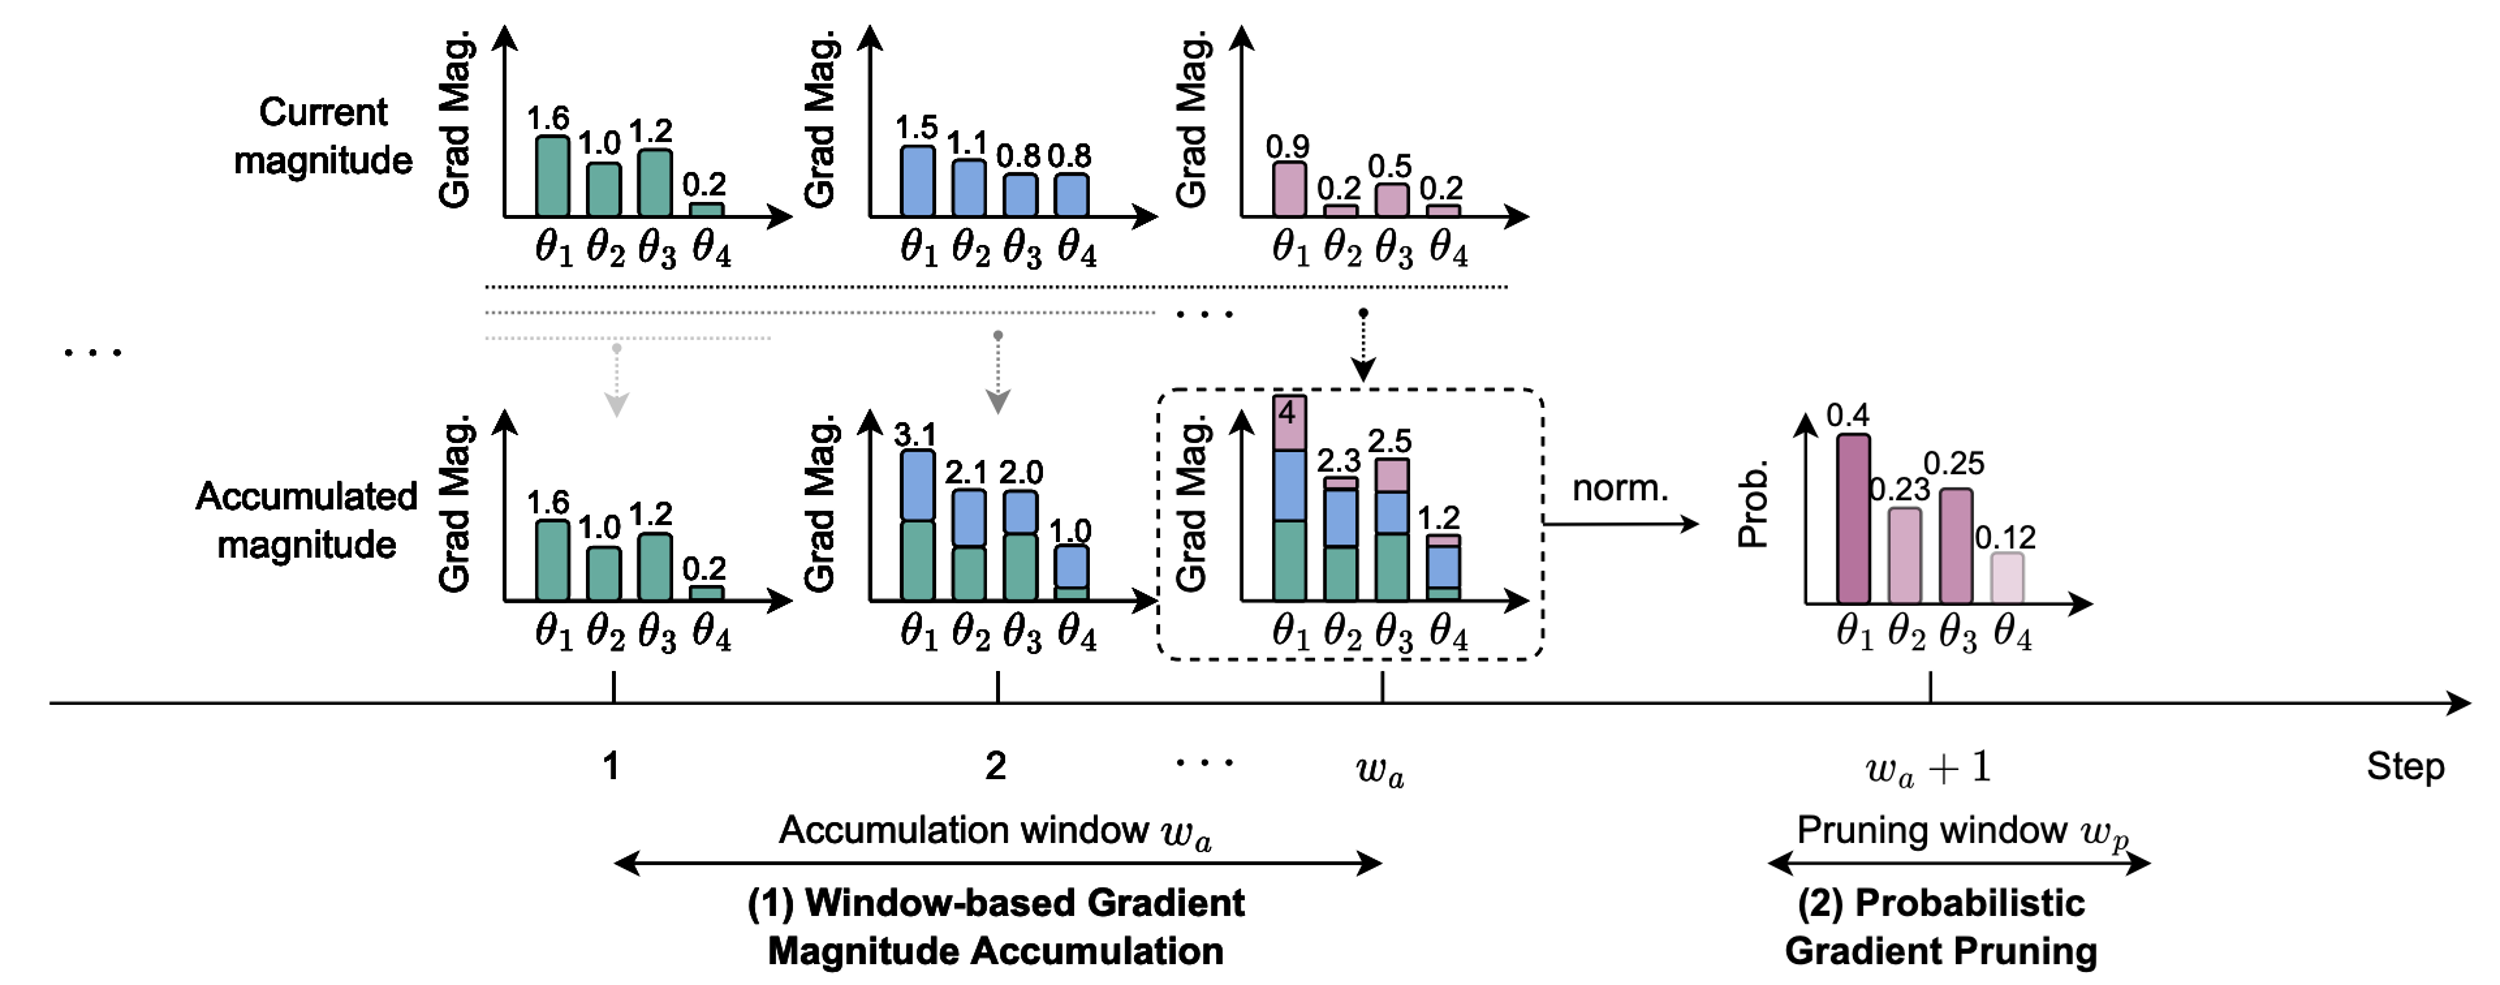 Current
magnitude
Grad Mag.
1.6 1.0 1.2 0.2
θ1 θ2 θ3 θ4
Grad Mag.
1.5 1.1 0.8 0.8
θ1 θ2 θ3 θ4
Grad Mag.
0.9 0.2 0.5 0.2
θ1 θ2 θ3 θ4
...
...
Accumulated
magnitude
Grad Mag.
1.6 1.0 1.2 0.2
θ1 θ2 θ3 θ4
Grad Mag.
3.1 2.1 2.0 1.0
θ1 θ2 θ3 θ4
Grad Mag.
4 2.3 2.5 1.2
θ1 θ2 θ3 θ4
norm.
Prob.
0.4 0.23 0.25 0.12
θ1 θ2 θ3 θ4
1 2 ... wa wa + 1 Step
Accumulation window wa
(1) Window-based Gradient
Magnitude Accumulation
Pruning window wp
(2) Probabilistic
Gradient Pruning